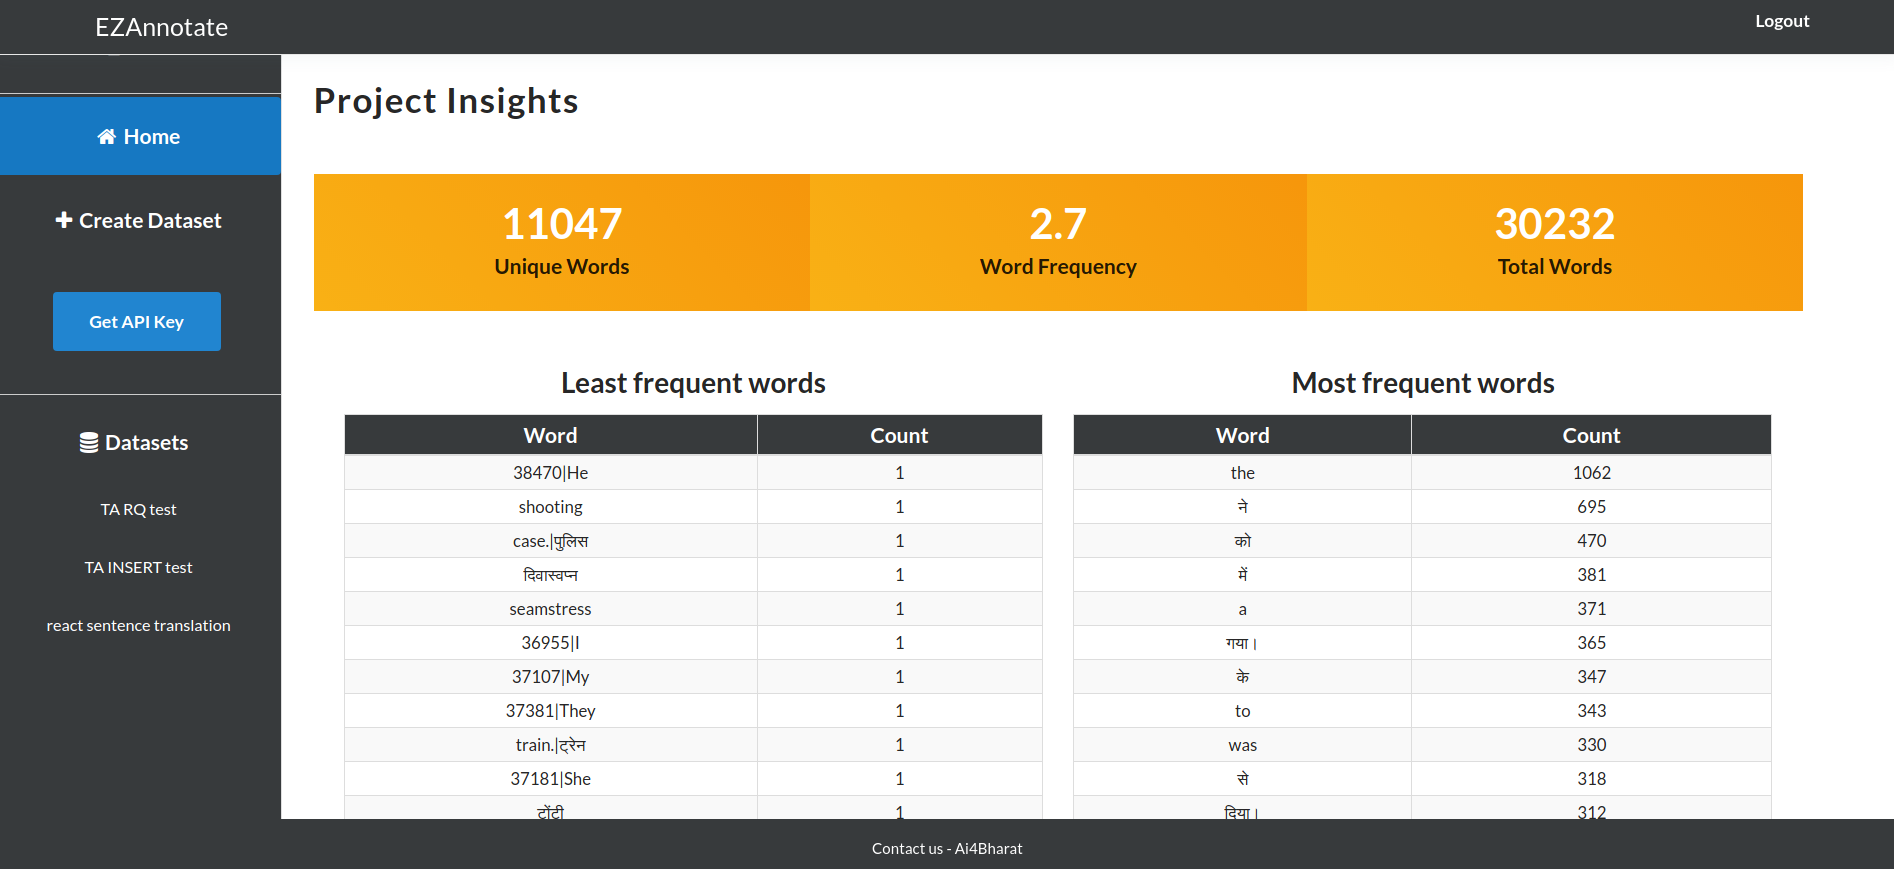 EZAnnotate
Logout
Home
Create Dataset
Get API Key
Datasets
TA RQ test
TA INSERT test
react sentence translation
Project Insights
11047
Unique Words
2.7
Word Frequency
30232
Total Words
Least frequent words
Word Count
38470|He 1
shooting 1
case.|पुलिस 1
दिवास्वप्न 1
seamstress 1
36955|I 1
37107|My 1
37381|They 1
train.|ट्रेन 1
37181|She 1
टोंटी 1
Most frequent words
Word Count
the 1062
ने 695
को 470
में 381
a 371
गया। 365
के 347
to 343
was 330
से 318
दिया। 312
Contact us - Ai4Bharat